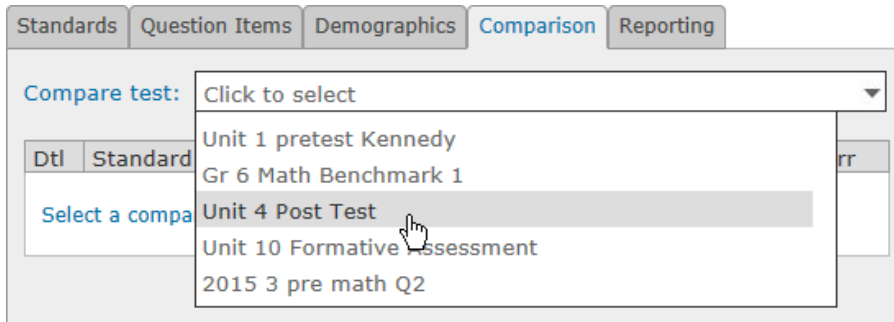 Standards Question Items Demographics Comparison Reporting
Compare test: Click to select
Unit 1 pretest Kennedy
Dtl Standard rr
Gr 6 Math Benchmark 1
Select a compa Unit 4 Post Test
Unit 10 Formative Assessment
2015 3 pre math Q2